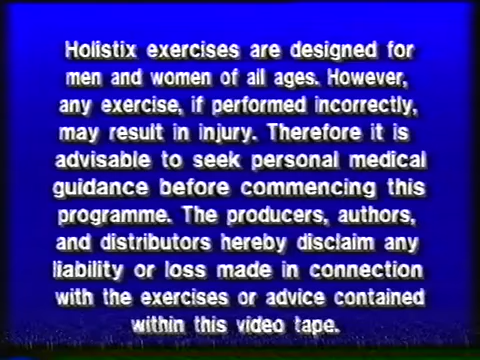 Holistix exercises are designed for
men and women of all ages. However,
any exercise, if performed incorrectly,
may result in injury. Therefore it is
advisable to seek personal medical
guidance before commencing this
programme. The producers, authors,
and distributors hereby disclaim any
liability or loss made in connection
with the exercises or advice contained
within this video tape.